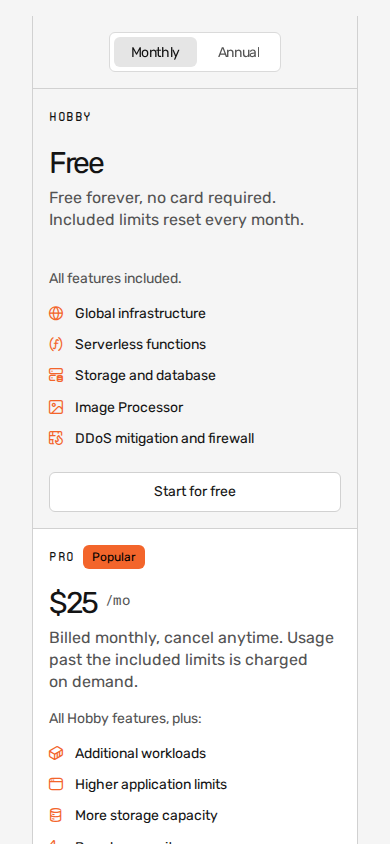 Monthly Annual
HOBBY
Free
Free forever, no card required.
Included limits reset every month.
All features included.
Global infrastructure
Serverless functions
Storage and database
Image Processor
DDoS mitigation and firewall
Start for free
PRO Popular
$25 /mo
Billed monthly, cancel anytime. Usage
past the included limits is charged
on demand.
All Hobby features, plus:
Additional workloads
Higher application limits
More storage capacity